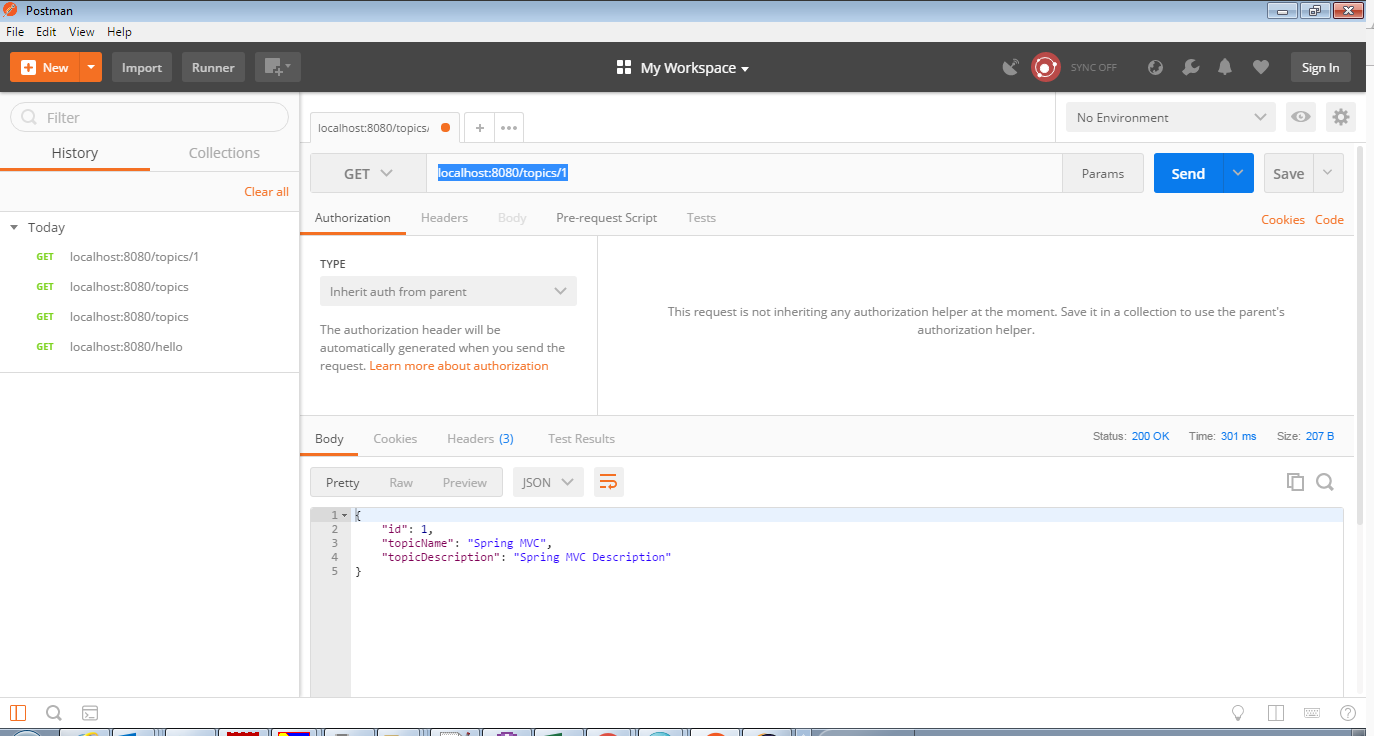 Postman
File Edit View Help
New Import Runner My Workspace SYNC OFF Sign In
Filter
History Collections
Clear all
Today
GET localhost:8080/topics/1
GET localhost:8080/topics
GET localhost:8080/topics
GET localhost:8080/hello
localhost:8080/topics/ + •••
No Environment
GET localhost:8080/topics/1 Params Send Save
Authorization Headers Body Pre-request Script Tests Cookies Code
TYPE
Inherit auth from parent
The authorization header will be
automatically generated when you send the
request. Learn more about authorization
This request is not inheriting any authorization helper at the moment. Save it in a collection to use the parent's
authorization helper.
Body Cookies Headers (3) Test Results Status: 200 OK Time: 301 ms Size: 207 B
Pretty Raw Preview JSON
1 {
2 "id": 1,
3 "topicName": "Spring MVC",
4 "topicDescription": "Spring MVC Description"
5 }